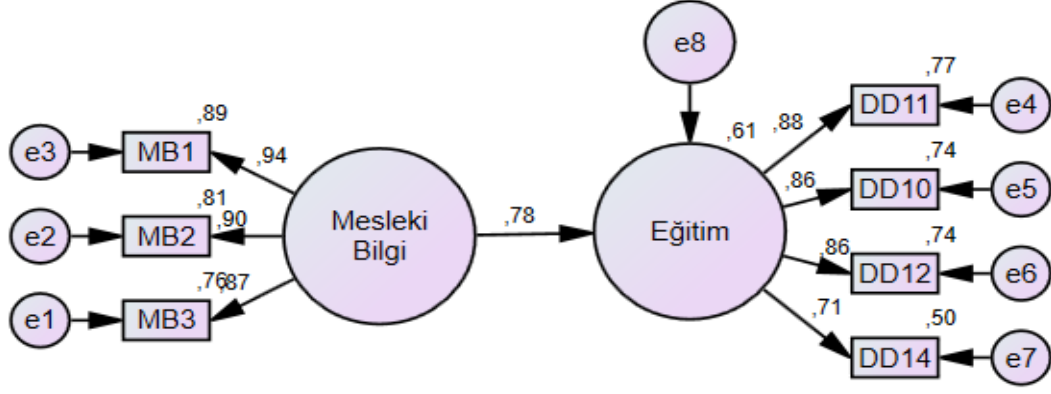 e8
,77
DD11
e4
,89
,61
,88
e3
MB1
,94
,74
,86
DD10
e5
,81
,90
e2
MB2
Mesleki
Bilgi
,78
Eğitim
,86
,74
DD12
e6
,76
,87
e1
MB3
,71
,50
DD14
e7